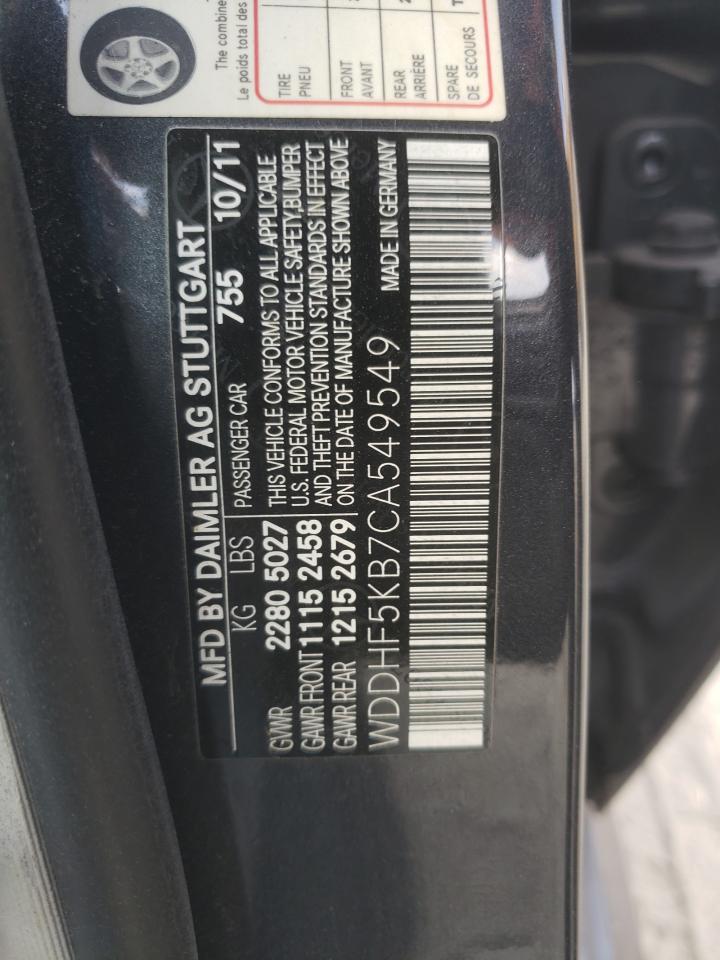 The combine
Le poids total des
TIRE
PNEU
FRONT
AVANT
REAR
ARRIÈRE
SPARE
DE SECOURS
MFD BY DAIMLER AG STUTTGART
KG LBS PASSENGER CAR 755 10/11
GVWR 2280 5027
GAWR FRONT 1115 2458
GAWR REAR 1215 2679
THIS VEHICLE CONFORMS TO ALL APPLICABLE
U.S. FEDERAL MOTOR VEHICLE SAFETY,BUMPER
AND THEFT PREVENTION STANDARDS IN EFFECT
ON THE DATE OF MANUFACTURE SHOWN ABOVE
WDDHF5KB7CA549549 MADE IN GERMANY